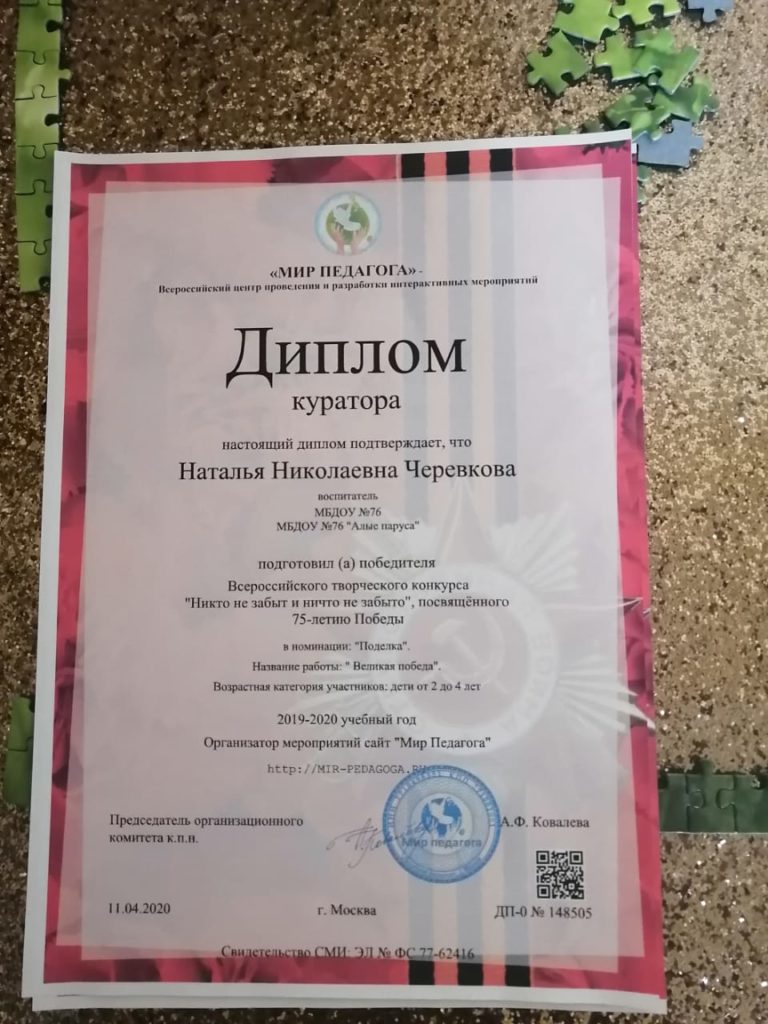 «МИР ПЕДАГОГА» -
Всероссийский центр проведения и разработки интерактивных мероприятий
Диплом
куратора
настоящий диплом подтверждает, что
Наталья Николаевна Черевкова
воспитатель
МБДОУ №76
МБДОУ №76 "Алые паруса"
подготовил (а) победителя
Всероссийского творческого конкурса
"Никто не забыт и ничто не забыто", посвящённого
75-летию Победы
в номинации: "Поделка".
Название работы: " Великая победа".
Возрастная категория участников: дети от 2 до 4 лет
2019-2020 учебный год
Организатор мероприятий сайт "Мир Педагога"
http://MIR-PEDAGOGA.RU
Председатель организационного
комитета к.п.н.
А.Ф. Ковалева
Мир педагога
11.04.2020
г. Москва
ДП-0 № 148505
Свидетельство СМИ: ЭЛ № ФС 77-62416